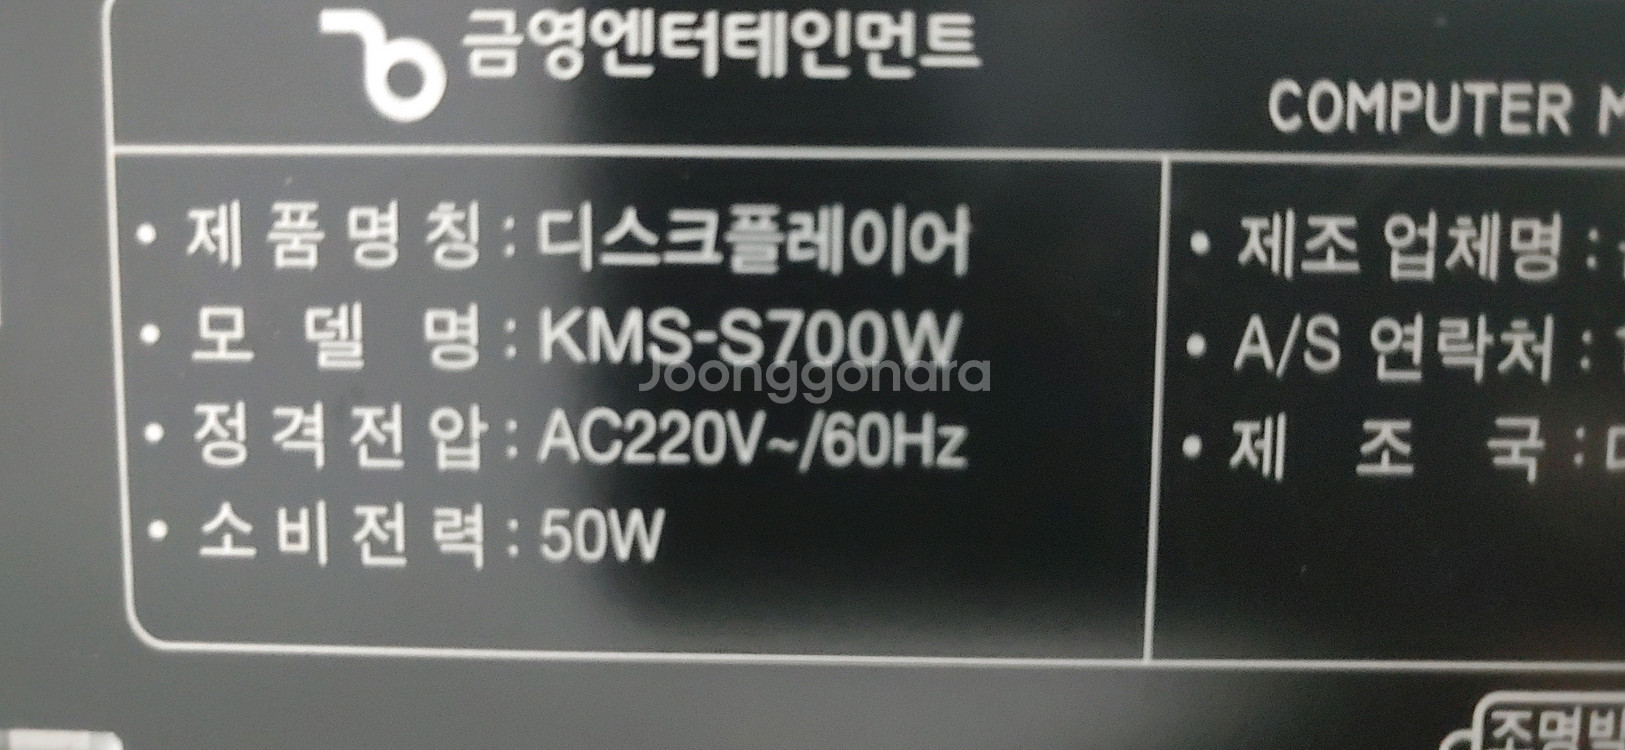 금영엔터테인먼트
COMPUTER M
• 제품명칭 : 디스크플레이어
• 모델명 : KMS-S700W
• 정격전압 : AC220V~/60Hz
• 소비전력 : 50W
• 제조업체명 :
• A/S 연락처 :
• 제조국 :
Joonggonara
조명